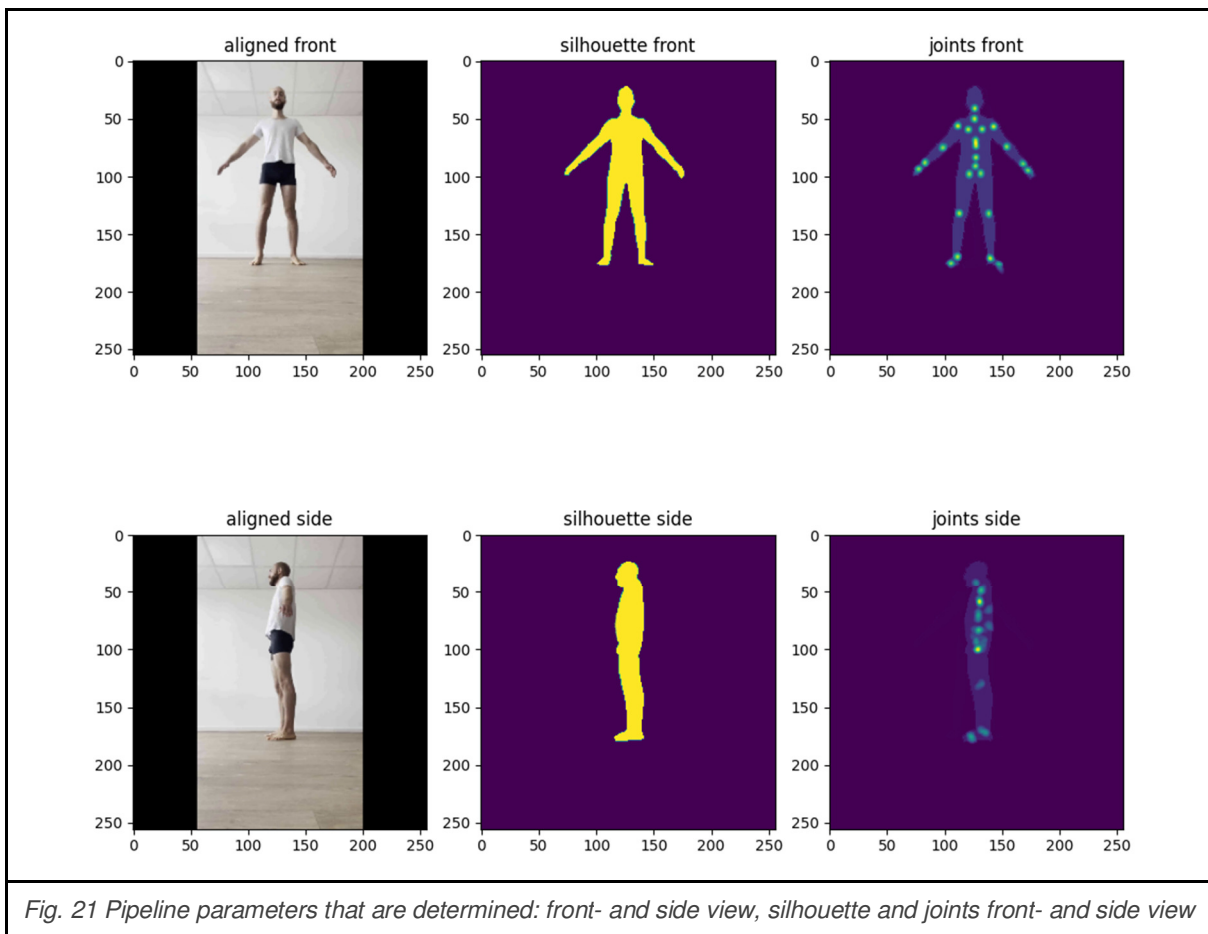 aligned front silhouette front joints front
0 0 0
50 50 50
100 100 100
150 150 150
200 200 200
250 250 250
0 50 100 150 200 250 0 50 100 150 200 250 0 50 100 150 200 250
aligned side silhouette side joints side
0 0 0
50 50 50
100 100 100
150 150 150
200 200 200
250 250 250
0 50 100 150 200 250 0 50 100 150 200 250 0 50 100 150 200 250
Fig. 21 Pipeline parameters that are determined: front- and side view, silhouette and joints front- and side view